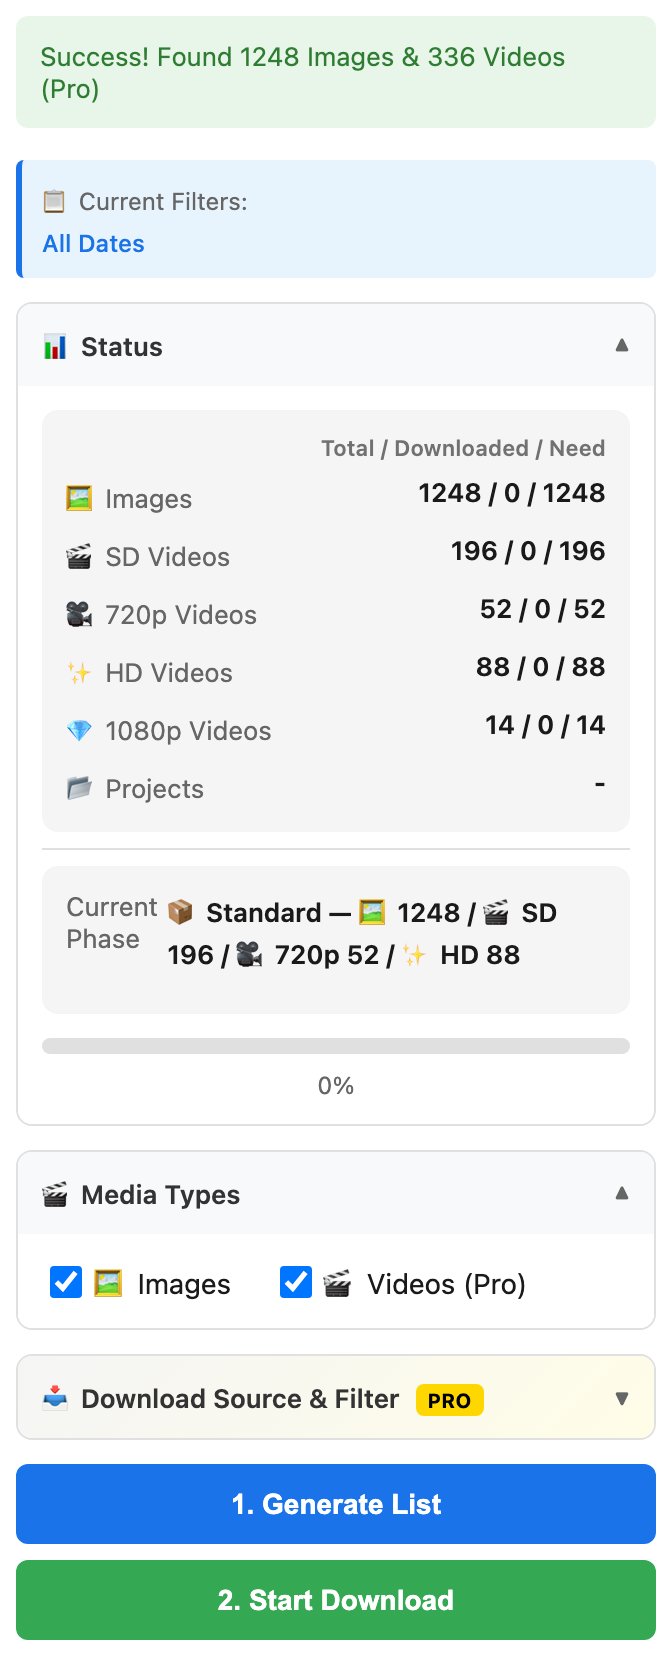 Success! Found 1248 Images & 336 Videos
(Pro)
Current Filters:
All Dates
Status
Total / Downloaded / Need
Images 1248 / 0 / 1248
SD Videos 196 / 0 / 196
720p Videos 52 / 0 / 52
HD Videos 88 / 0 / 88
1080p Videos 14 / 0 / 14
Projects -
Current Phase
Standard — 1248 / SD
196 / 720p 52 / HD 88
0%
Media Types
Images Videos (Pro)
Download Source & Filter PRO
1. Generate List
2. Start Download